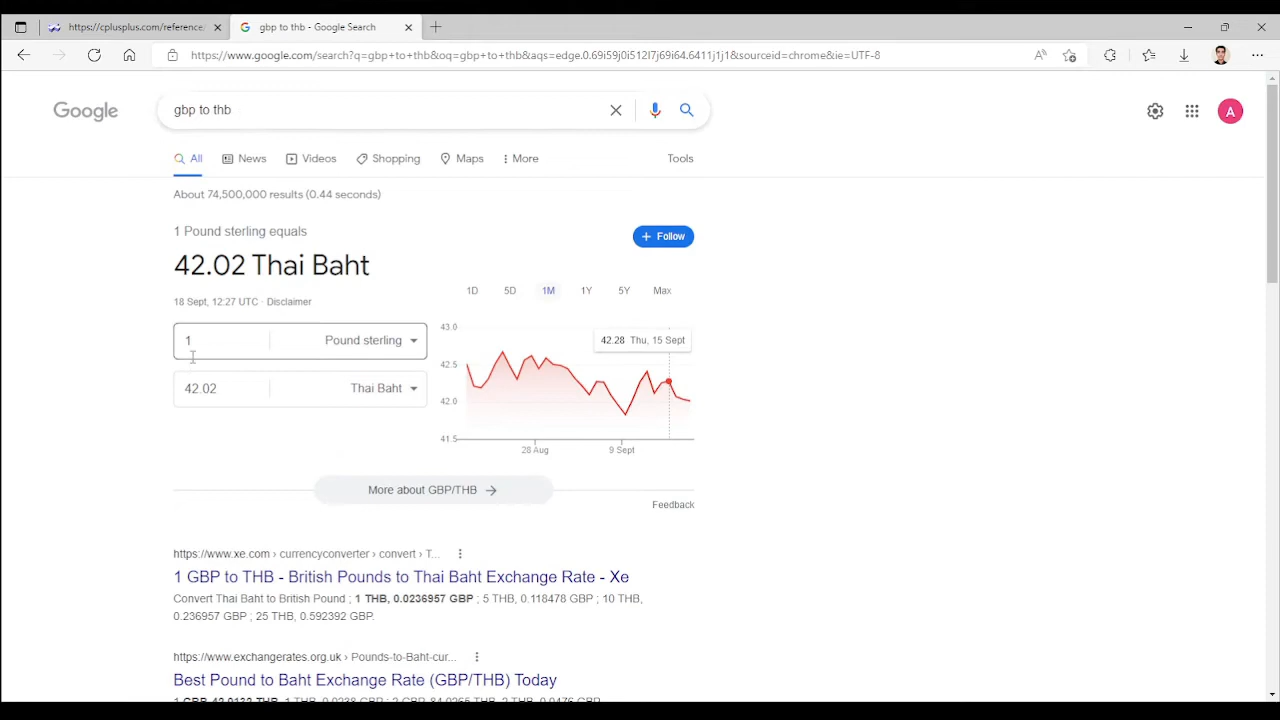 https://cplusplus.com/reference.
gbp to thb - Google Search
https://www.google.com/search?q=gbp+to+thb&oq=gbp+to+thb&aqs=edge.0.69i59j0i512l7j69i64.6411j1j1&sourceid=chrome&ie=UTF-8
Google
gbp to thb
A
All
News
Videos
Shopping
Maps
More
Tools
About 74,500,000 results (0.44 seconds)
1 Pound sterling equals
+ Follow
42.02 Thai Baht
18 Sept, 12:27 UTC · Disclaimer
1D 5D 1M 1Y 5Y Max
1 Pound sterling
42.02 Thai Baht
43.0
42.28 Thu, 15 Sept
42.5
42.0
41.5
28 Aug 9 Sept
More about GBP/THB
Feedback
https://www.xe.com › currencyconverter › convert › T...
1 GBP to THB - British Pounds to Thai Baht Exchange Rate - Xe
Convert Thai Baht to British Pound ; 1 THB, 0.0236957 GBP ; 5 THB, 0.118478 GBP ; 10 THB,
0.236957 GBP ; 25 THB, 0.592392 GBP.
https://www.exchangerates.org.uk › Pounds-to-Baht-cur...
Best Pound to Baht Exchange Rate (GBP/THB) Today